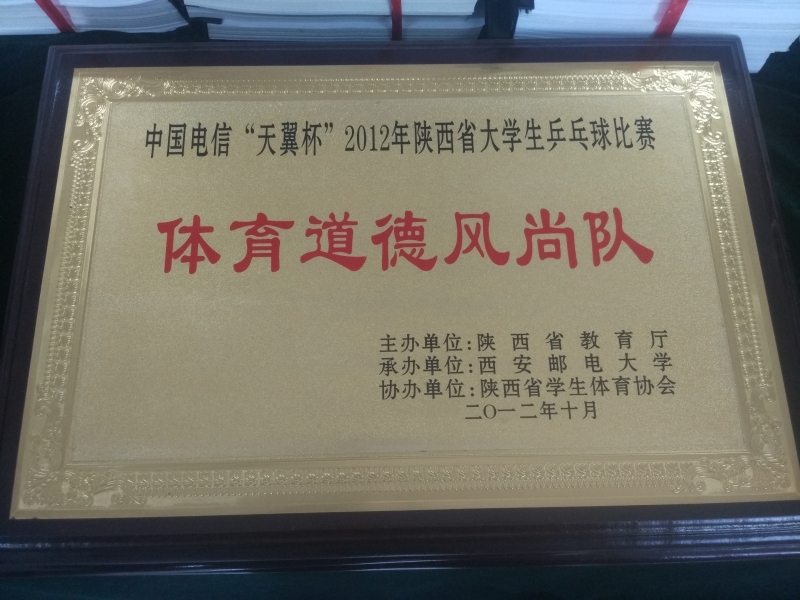 中国电信“天翼杯”2012年陕西省大学生乒乓球比赛
体育道德风尚队
主办单位:陕西省教育厅
承办单位:西安邮电大学
协办单位:陕西省学生体育协会
二〇一二年十月